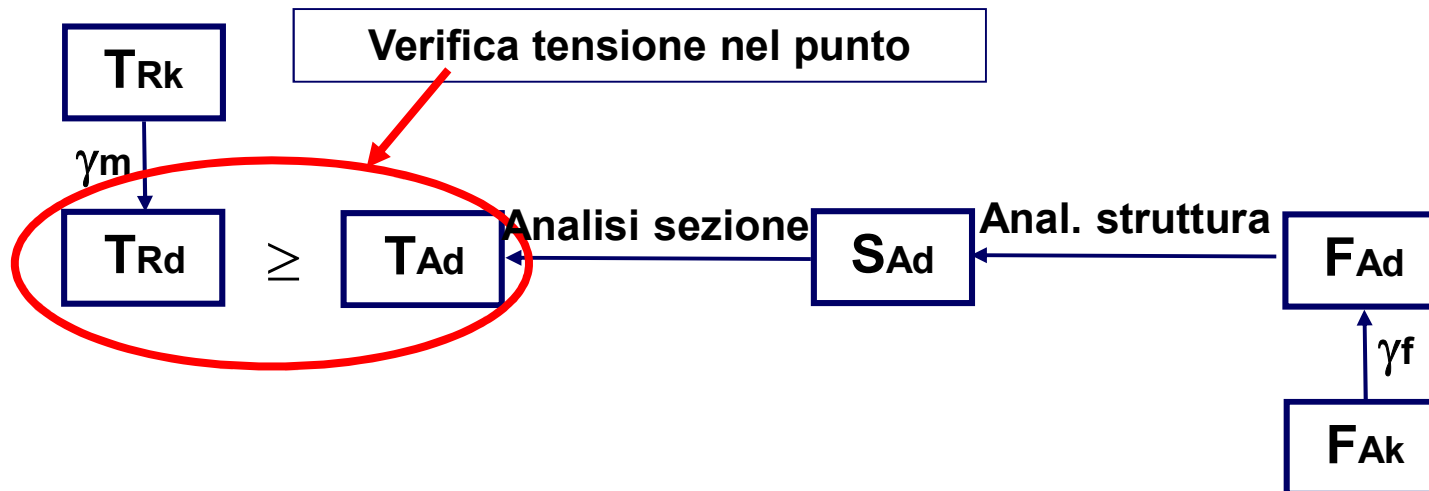 Verifica tensione nel punto
TRk
γm
TRd ≥ TAd Analisi sezione SAd Anal. struttura FAd
γf
FAk